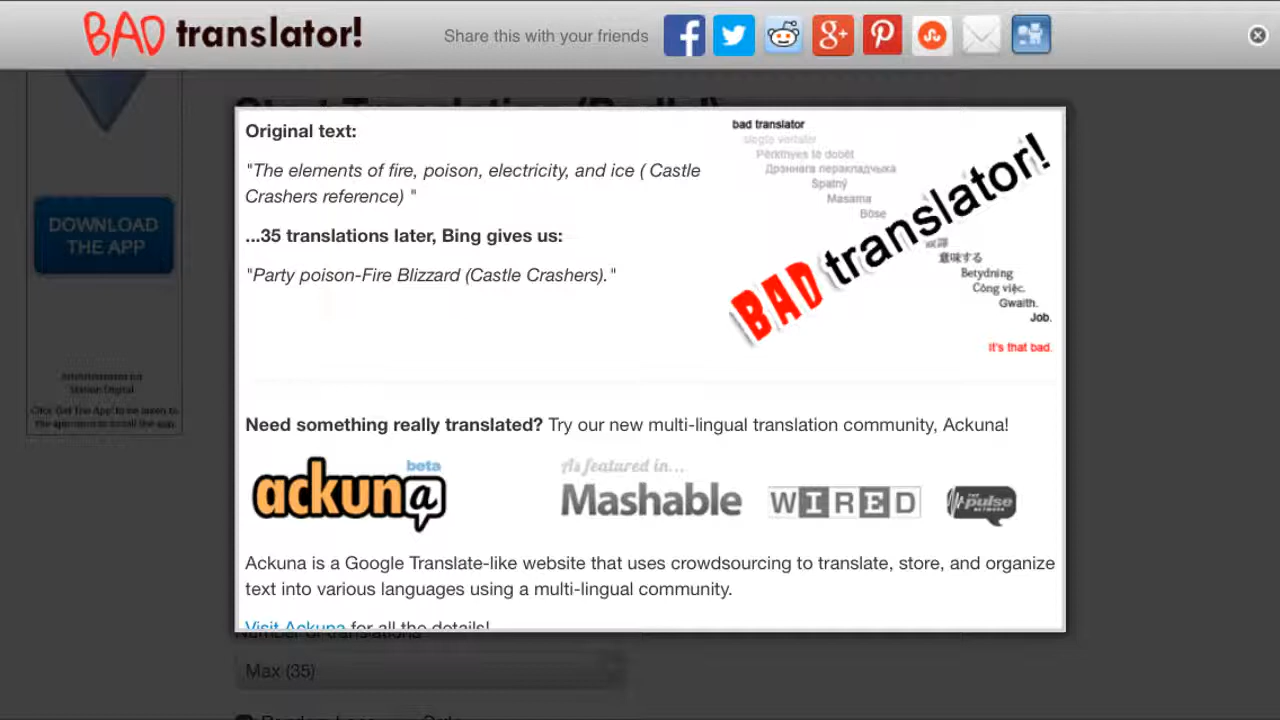 BAD translator!
Share this with your friends
DOWNLOAD
THE APP
Original text:
"The elements of fire, poison, electricity, and ice ( Castle
Crashers reference) "
...35 translations later, Bing gives us:
"Party poison-Fire Blizzard (Castle Crashers)."
bad translator
slegte vertaler
Përkthyes të dobët
Дрэннага перакладчыка
Špatný
Masama
Böse
BAD translator!
意味する
Betydning
Công việc.
Gwaith.
Job.
it's that bad.
Need something really translated? Try our new multi-lingual translation community, Ackuna!
beta
ackuna
As featured in...
Mashable
WIRED
THE pulse
NETWORK
Ackuna is a Google Translate-like website that uses crowdsourcing to translate, store, and organize
text into various languages using a multi-lingual community.
Visit Ackuna for all the details!
Number of translations
Max (35)